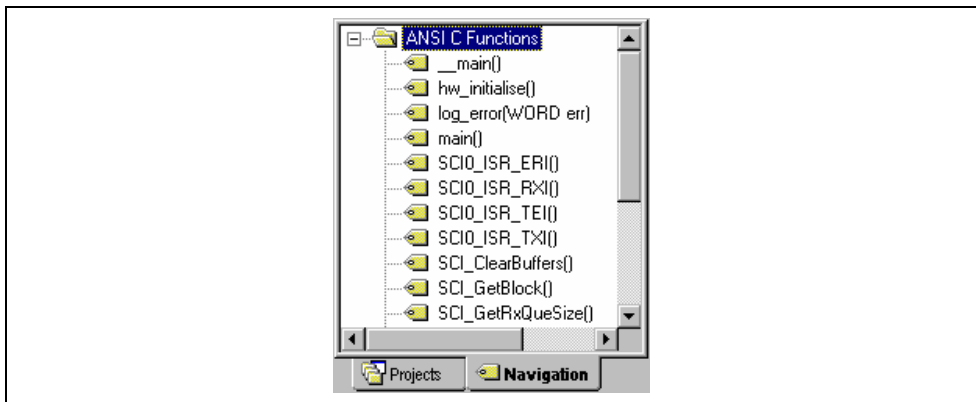 ANSI C Functions
__main()
hw_initialise()
log_error(WORD err)
main()
SCI0_ISR_ERI()
SCI0_ISR_RXI()
SCI0_ISR_TEI()
SCI0_ISR_TXI()
SCI_ClearBuffers()
SCI_GetBlock()
SCI_GetRxQueSize()
Projects Navigation